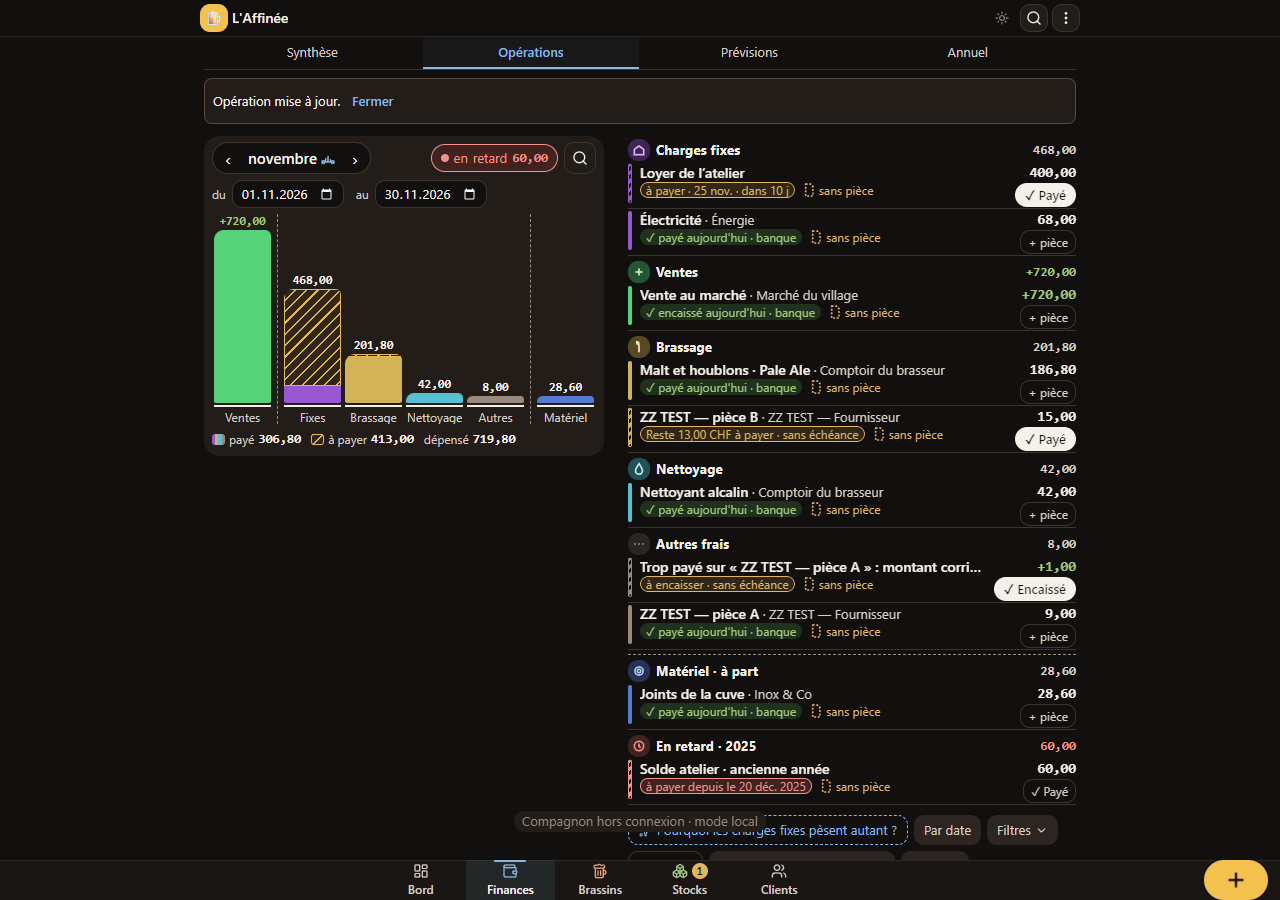 L'Affinée
Synthèse
Opérations
Prévisions
Annuel
Opération mise à jour. Fermer
‹ novembre ›
en retard 60,00
du 01.11.2026 au 30.11.2026
+720,00
468,00
201,80
42,00
8,00
28,60
Ventes
Fixes
Brassage
Nettoyage
Autres
Matériel
payé 306,80 à payer 413,00 dépensé 719,80
Charges fixes 468,00
Loyer de l’atelier 400,00
à payer · 25 nov. · dans 10 j sans pièce ✓ Payé
Électricité · Énergie 68,00
✓ payé aujourd’hui · banque sans pièce + pièce
Ventes +720,00
Vente au marché · Marché du village +720,00
✓ encaissé aujourd’hui · banque sans pièce + pièce
Brassage 201,80
Malt et houblons · Pale Ale · Comptoir du brasseur 186,80
✓ payé aujourd’hui · banque sans pièce + pièce
ZZ TEST — pièce B · ZZ TEST — Fournisseur 15,00
Reste 13,00 CHF à payer · sans échéance sans pièce ✓ Payé
Nettoyage 42,00
Nettoyant alcalin · Comptoir du brasseur 42,00
✓ payé aujourd’hui · banque sans pièce + pièce
Autres frais 8,00
Trop payé sur « ZZ TEST — pièce A » : montant corri... +1,00
à encaisser · sans échéance sans pièce ✓ Encaissé
ZZ TEST — pièce A · ZZ TEST — Fournisseur 9,00
✓ payé aujourd’hui · banque sans pièce + pièce
Matériel · à part 28,60
Joints de la cuve · Inox & Co 28,60
✓ payé aujourd’hui · banque sans pièce + pièce
En retard · 2025 60,00
Solde atelier · ancienne année 60,00
à payer depuis le 20 déc. 2025 sans pièce ✓ Payé
Compagnon hors connexion · mode local
Pourquoi les charges fixes pèsent autant ?
Par date
Filtres
Bord
Finances
Brassins
Stocks 1
Clients
+